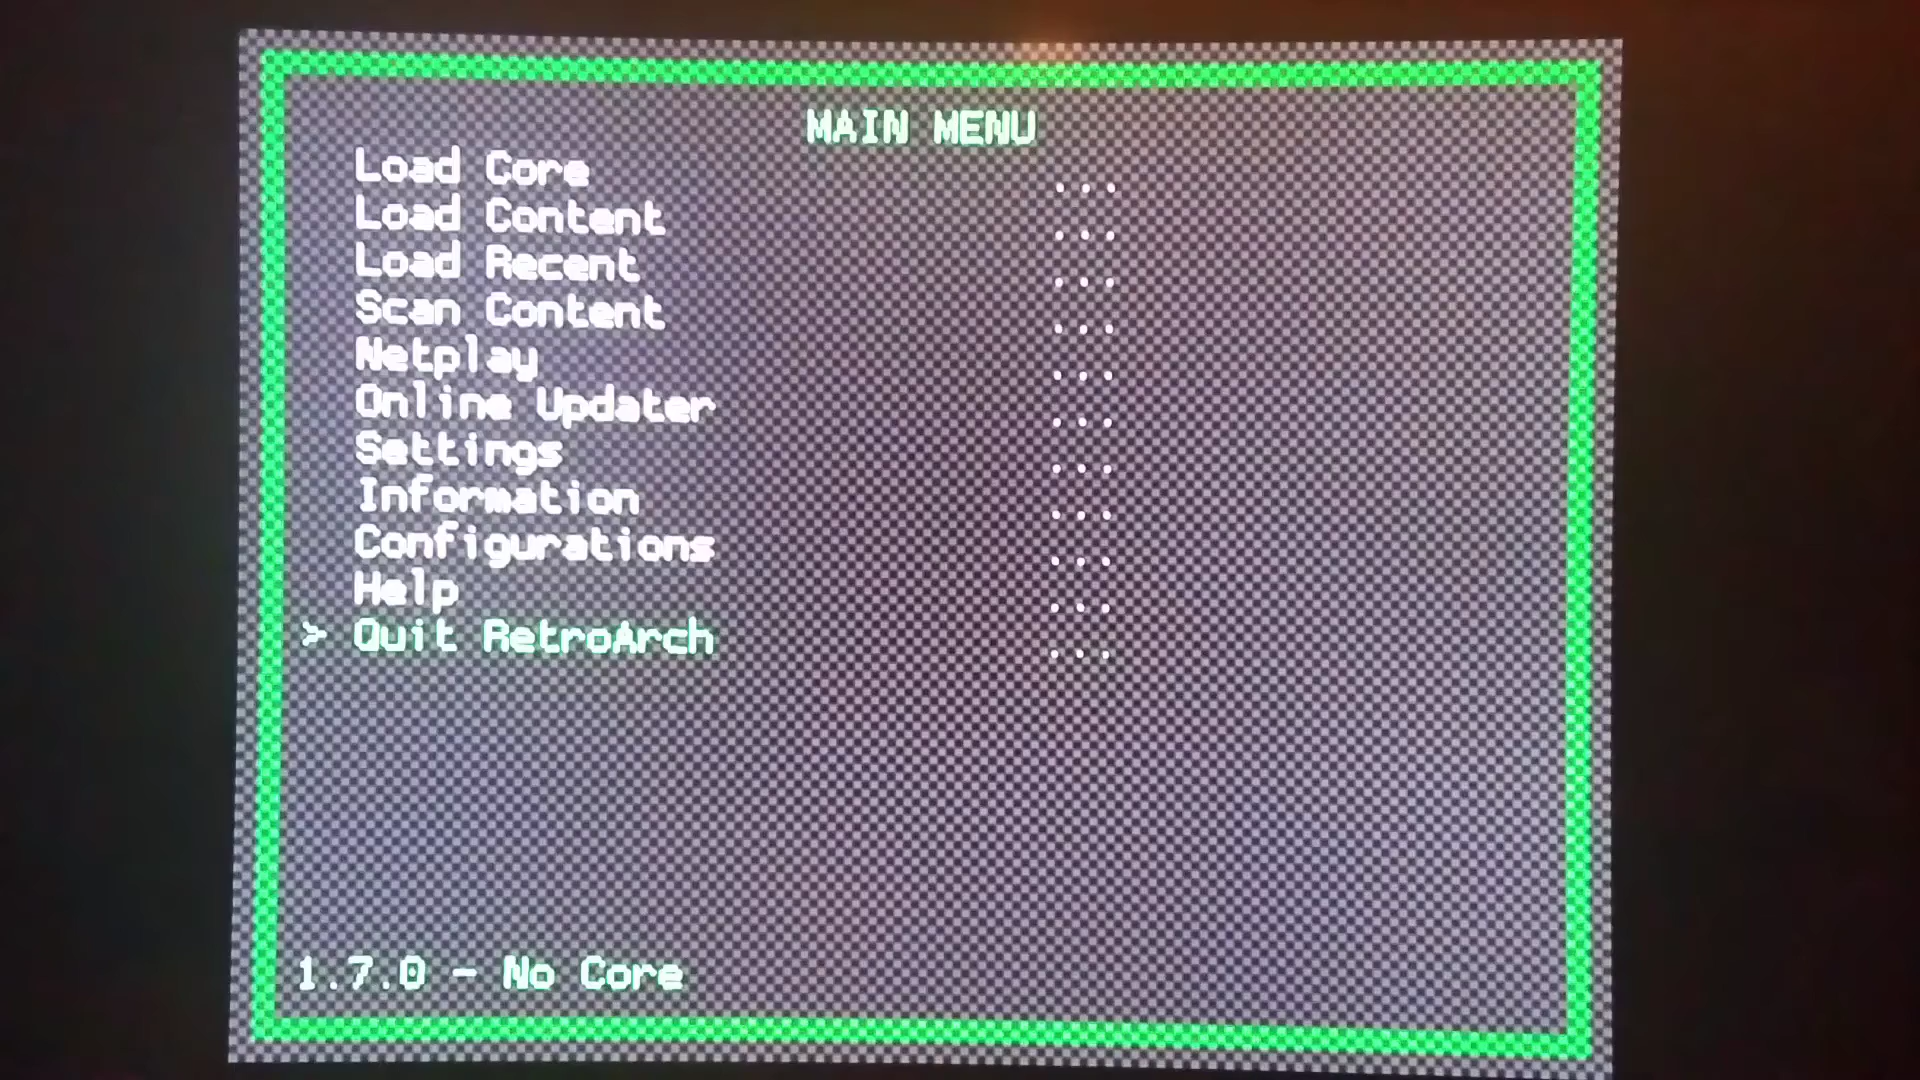 MAIN MENU
Load Core ...
Load Content ...
Load Recent ...
Scan Content ...
Netplay ...
Online Updater ...
Settings ...
Information ...
Configurations ...
Help ...
> Quit RetroArch ...
1.7.0 - No Core